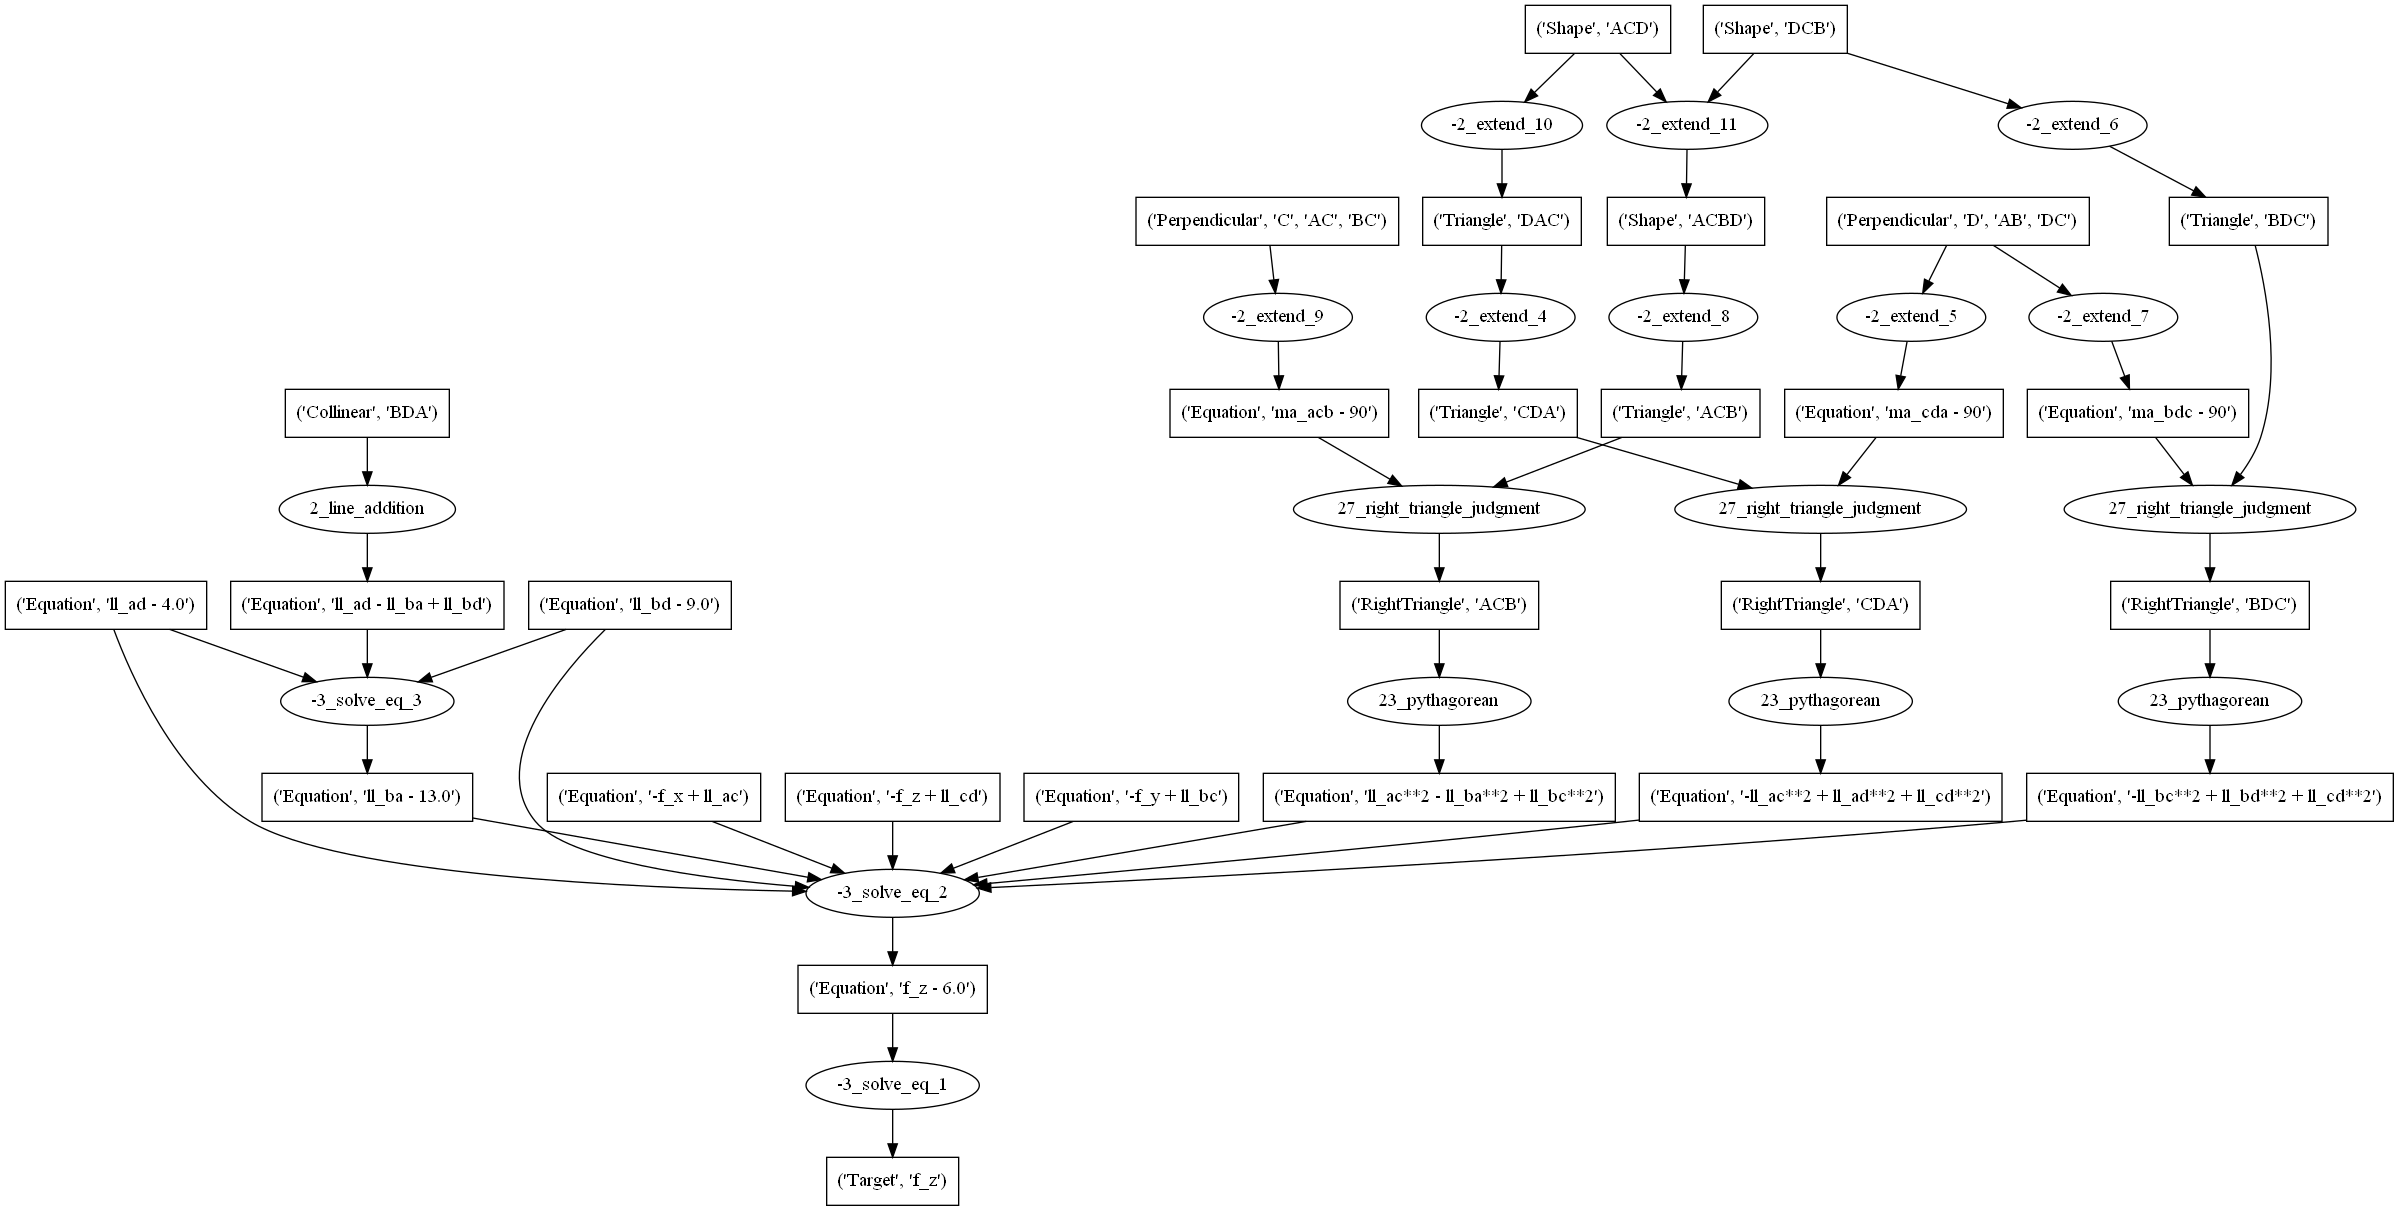 ('Shape', 'ACD')
('Shape', 'DCB')
-2_extend_10
-2_extend_11
-2_extend_6
('Perpendicular', 'C', 'AC', 'BC')
('Triangle', 'DAC')
('Shape', 'ACBD')
('Perpendicular', 'D', 'AB', 'DC')
('Triangle', 'BDC')
-2_extend_9
-2_extend_4
-2_extend_8
-2_extend_5
-2_extend_7
('Collinear', 'BDA')
('Equation', 'ma_acb - 90')
('Triangle', 'CDA')
('Triangle', 'ACB')
('Equation', 'ma_cda - 90')
('Equation', 'ma_bdc - 90')
2_line_addition
27_right_triangle_judgment
27_right_triangle_judgment
27_right_triangle_judgment
('Equation', 'll_ad - 4.0')
('Equation', 'll_ad - ll_ba + ll_bd')
('Equation', 'll_bd - 9.0')
('RightTriangle', 'ACB')
('RightTriangle', 'CDA')
('RightTriangle', 'BDC')
-3_solve_eq_3
23_pythagorean
23_pythagorean
23_pythagorean
('Equation', 'll_ba - 13.0')
('Equation', '-f_x + ll_ac')
('Equation', '-f_z + ll_cd')
('Equation', '-f_y + ll_bc')
('Equation', 'll_ac**2 - ll_ba**2 + ll_bc**2')
('Equation', '-ll_ac**2 + ll_ad**2 + ll_cd**2')
('Equation', '-ll_bc**2 + ll_bd**2 + ll_cd**2')
-3_solve_eq_2
('Equation', 'f_z - 6.0')
-3_solve_eq_1
('Target', 'f_z')